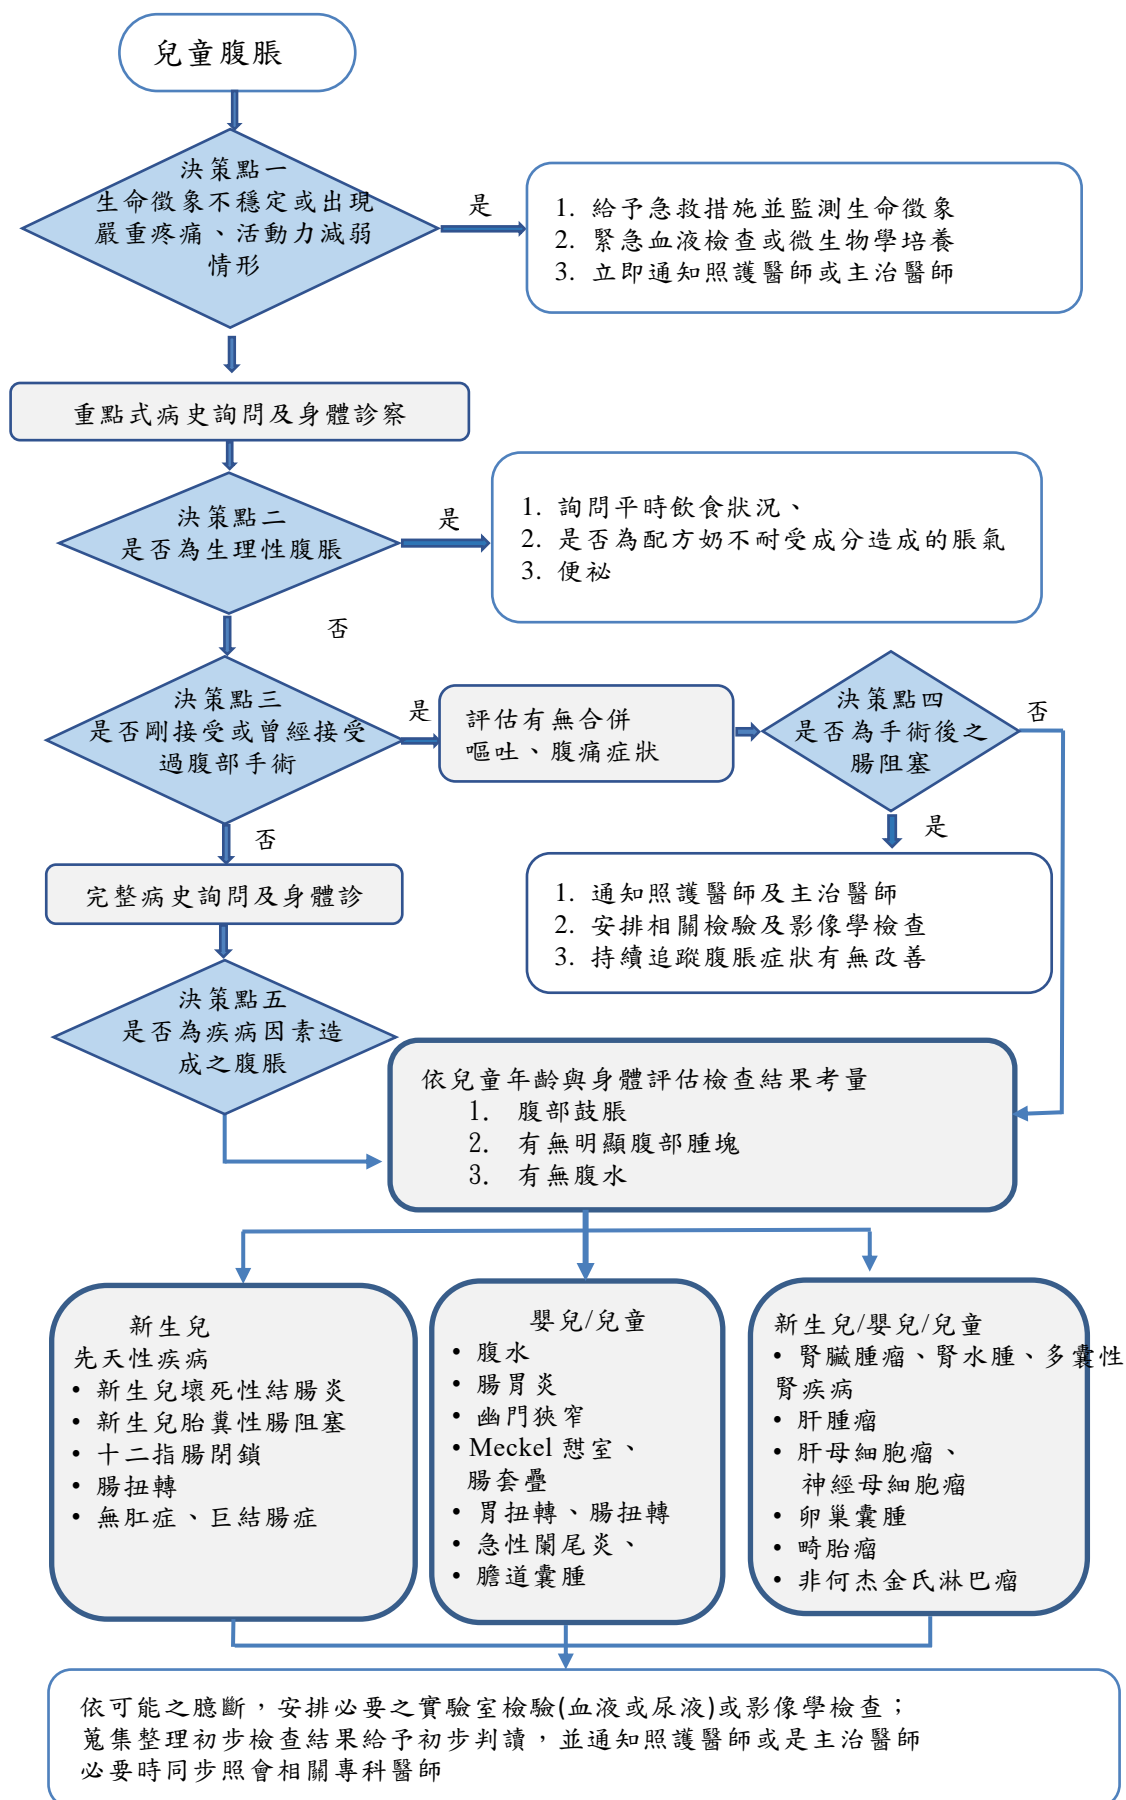 兒童腹脹
決策點一
生命徵象不穩定或出現
嚴重疼痛、活動力減弱
情形
是
1. 給予急救措施並監測生命徵象
2. 緊急血液檢查或微生物學培養
3. 立即通知照護醫師或主治醫師
重點式病史詢問及身體診察
決策點二
是否為生理性腹脹
是
1. 詢問平時飲食狀況、
2. 是否為配方奶不耐受成分造成的脹氣
3. 便祕
否
決策點三
是否剛接受或曾經接受
過腹部手術
是
評估有無合併
嘔吐、腹痛症狀
決策點四
是否為手術後之
腸阻塞
否
是
1. 通知照護醫師及主治醫師
2. 安排相關檢驗及影像學檢查
3. 持續追蹤腹脹症狀有無改善
否
完整病史詢問及身體診
決策點五
是否為疾病因素造
成之腹脹
依兒童年齡與身體評估檢查結果考量
1. 腹部鼓脹
2. 有無明顯腹部腫塊
3. 有無腹水
新生兒
先天性疾病
• 新生兒壞死性結腸炎
• 新生兒胎糞性腸阻塞
• 十二指腸閉鎖
• 腸扭轉
• 無肛症、巨結腸症
嬰兒/兒童
• 腹水
• 腸胃炎
• 幽門狹窄
• Meckel 憩室、
腸套疊
• 胃扭轉、腸扭轉
• 急性闌尾炎、
• 膽道囊腫
新生兒/嬰兒/兒童
• 腎臟腫瘤、腎水腫、多囊性
腎疾病
• 肝腫瘤
• 肝母細胞瘤、
神經母細胞瘤
• 卵巢囊腫
• 畸胎瘤
• 非何杰金氏淋巴瘤
依可能之臆斷，安排必要之實驗室檢驗(血液或尿液)或影像學檢查；
蒐集整理初步檢查結果給予初步判讀，並通知照護醫師或是主治醫師
必要時同步照會相關專科醫師